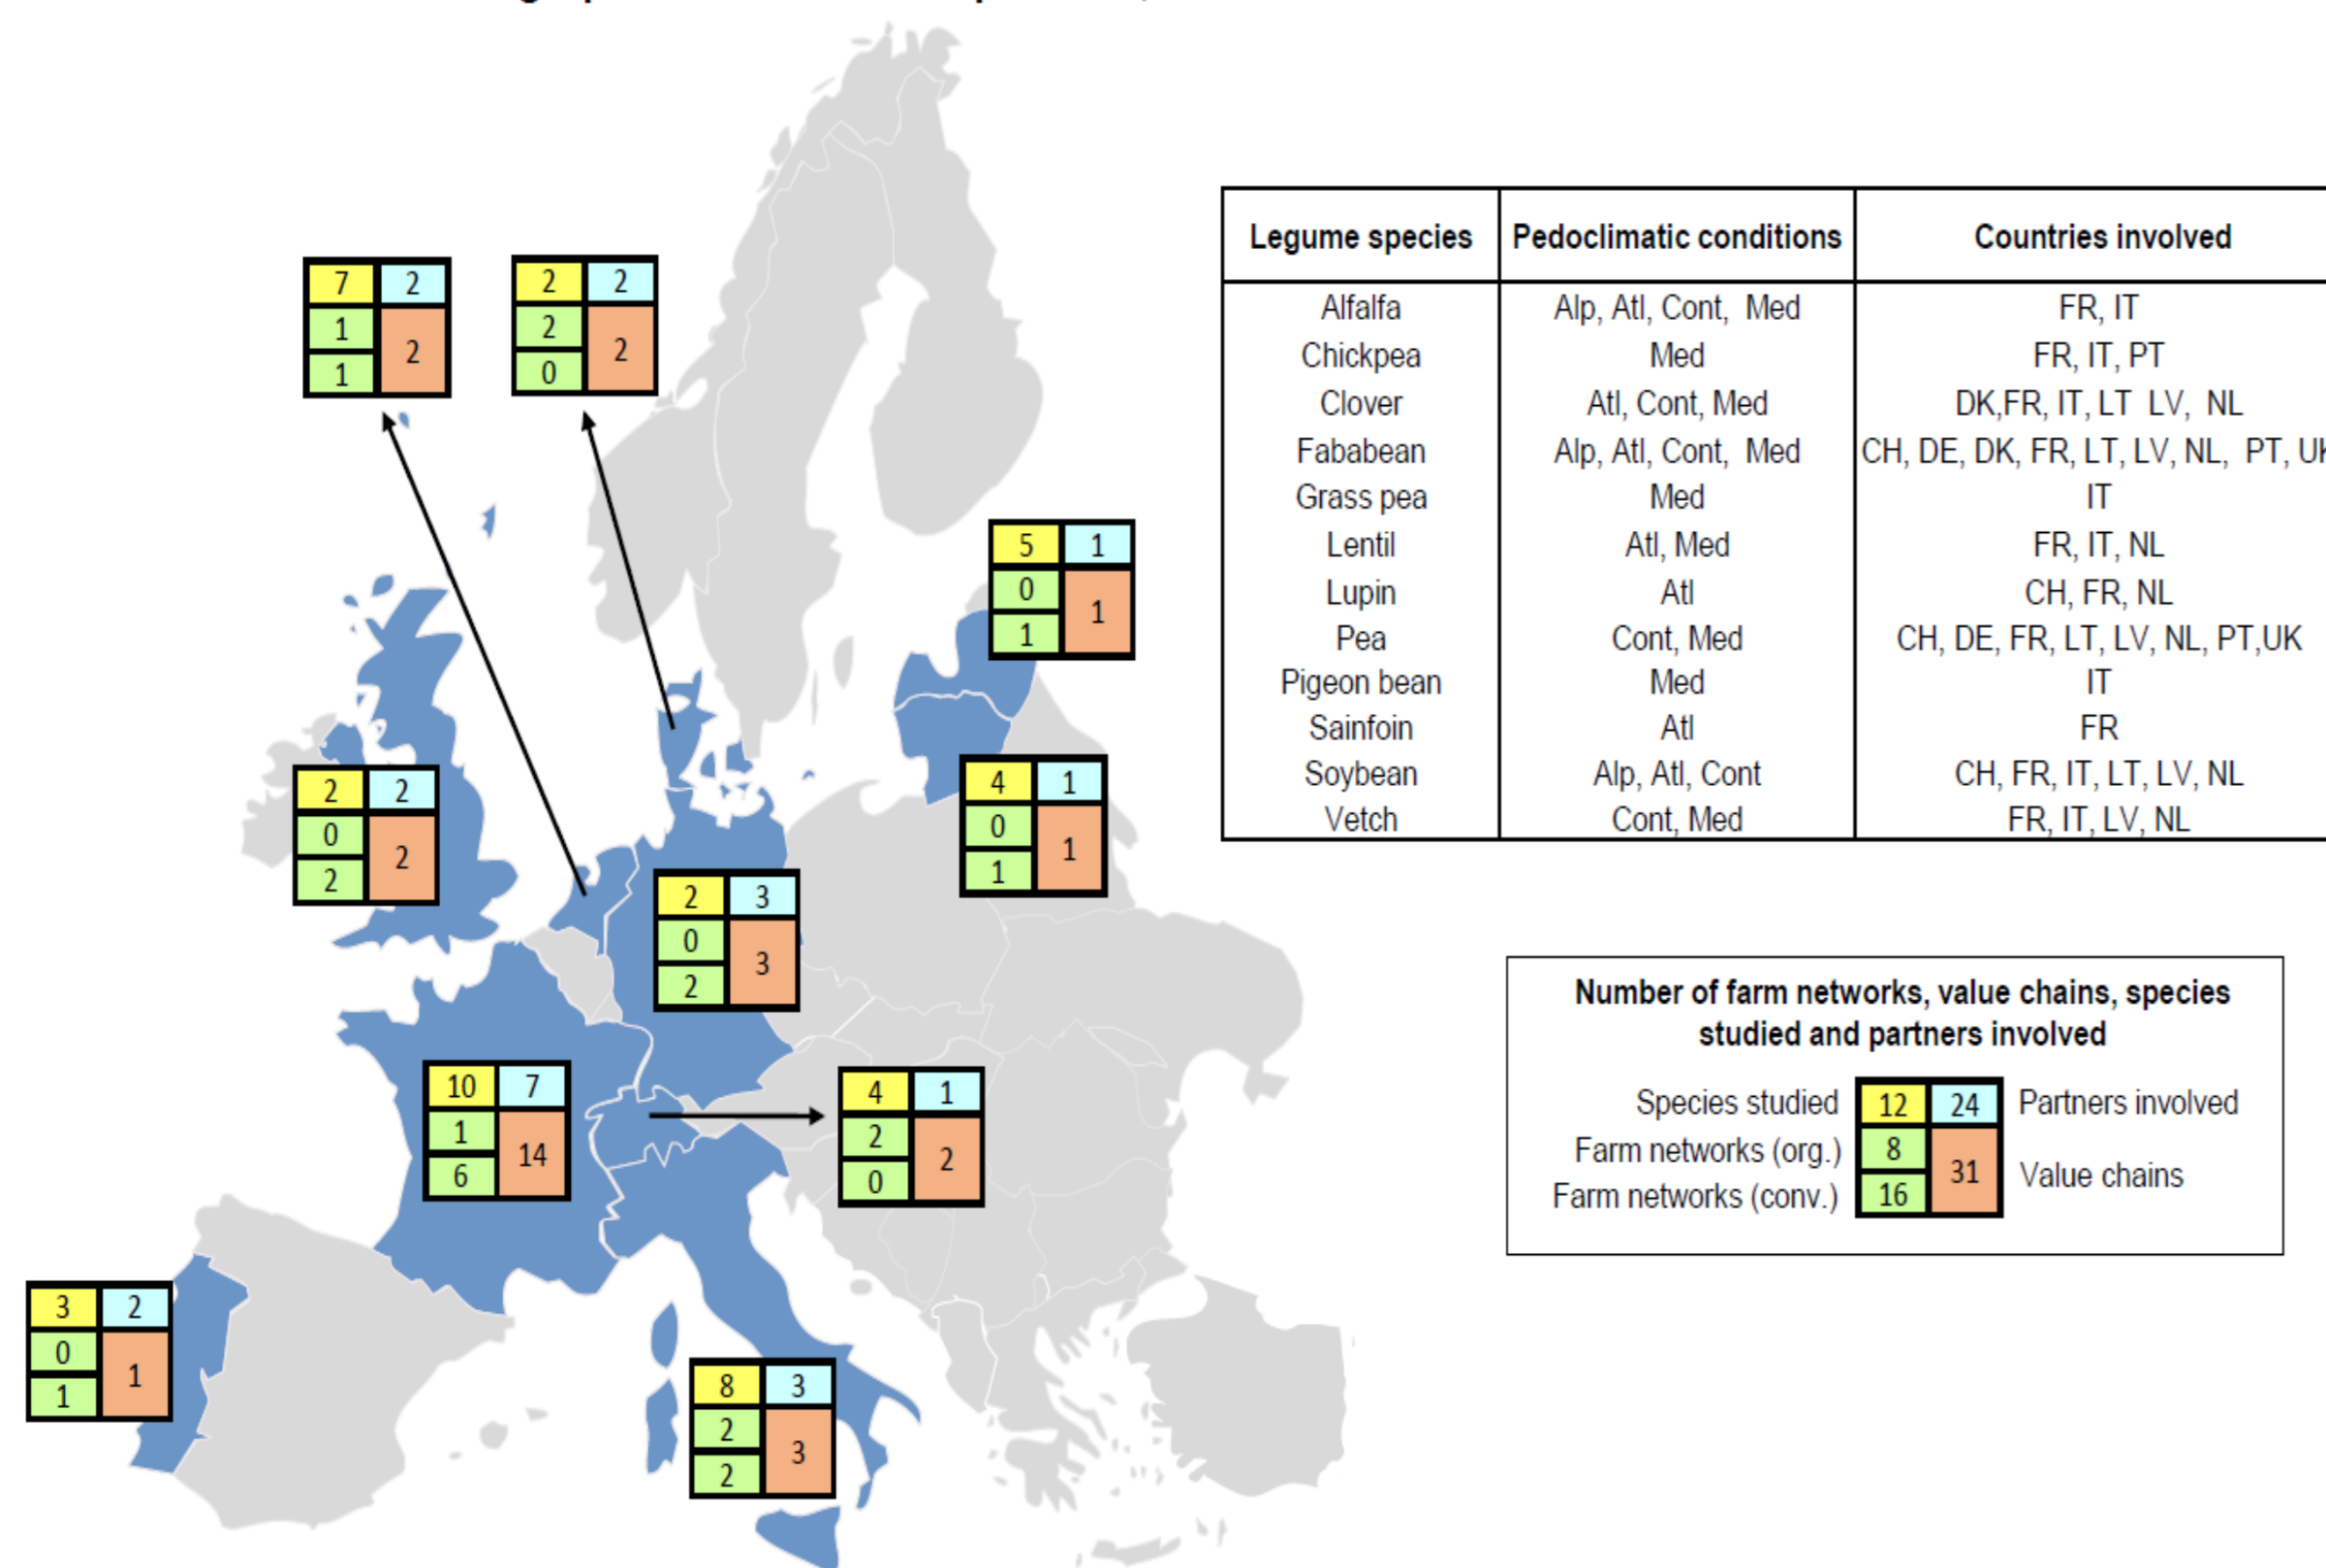 7 2
1
2
1
2 2
2
2
0
5 1
0
1
1
4 1
0
1
1
2 2
0
2
2
2 3
0
3
2
10 7
1
14
6
4 1
2
2
0
3 2
0
1
1
8 3
2
3
2
Legume species Pedoclimatic conditions Countries involved
Alfalfa Alp, Atl, Cont, Med FR, IT
Chickpea Med FR, IT, PT
Clover Atl, Cont, Med DK,FR, IT, LT LV, NL
Fababean Alp, Atl, Cont, Med CH, DE, DK, FR, LT, LV, NL, PT, UK
Grass pea Med IT
Lentil Atl, Med FR, IT, NL
Lupin Atl CH, FR, NL
Pea Cont, Med CH, DE, FR, LT, LV, NL, PT,UK
Pigeon bean Med IT
Sainfoin Atl FR
Soybean Alp, Atl, Cont CH, FR, IT, LT, LV, NL
Vetch Cont, Med FR, IT, LV, NL
Number of farm networks, value chains, species
studied and partners involved
Species studied 12 24 Partners involved
Farm networks (org.) 8
31 Value chains
Farm networks (conv.) 16